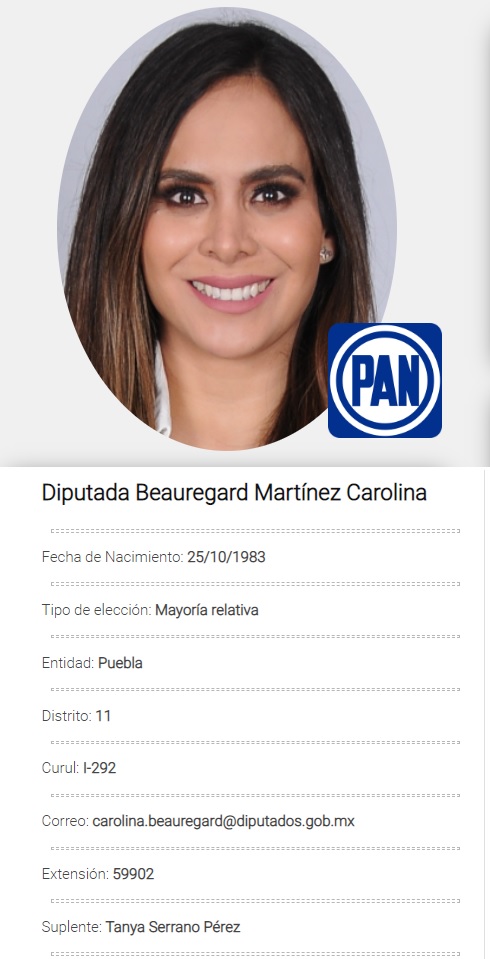 PAN
Diputada Beauregard Martínez Carolina
Fecha de Nacimiento: 25/10/1983
Tipo de elección: Mayoría relativa
Entidad: Puebla
Distrito: 11
Curul: I-292
Correo: carolina.beauregard@diputados.gob.mx
Extensión: 59902
Suplente: Tanya Serrano Pérez